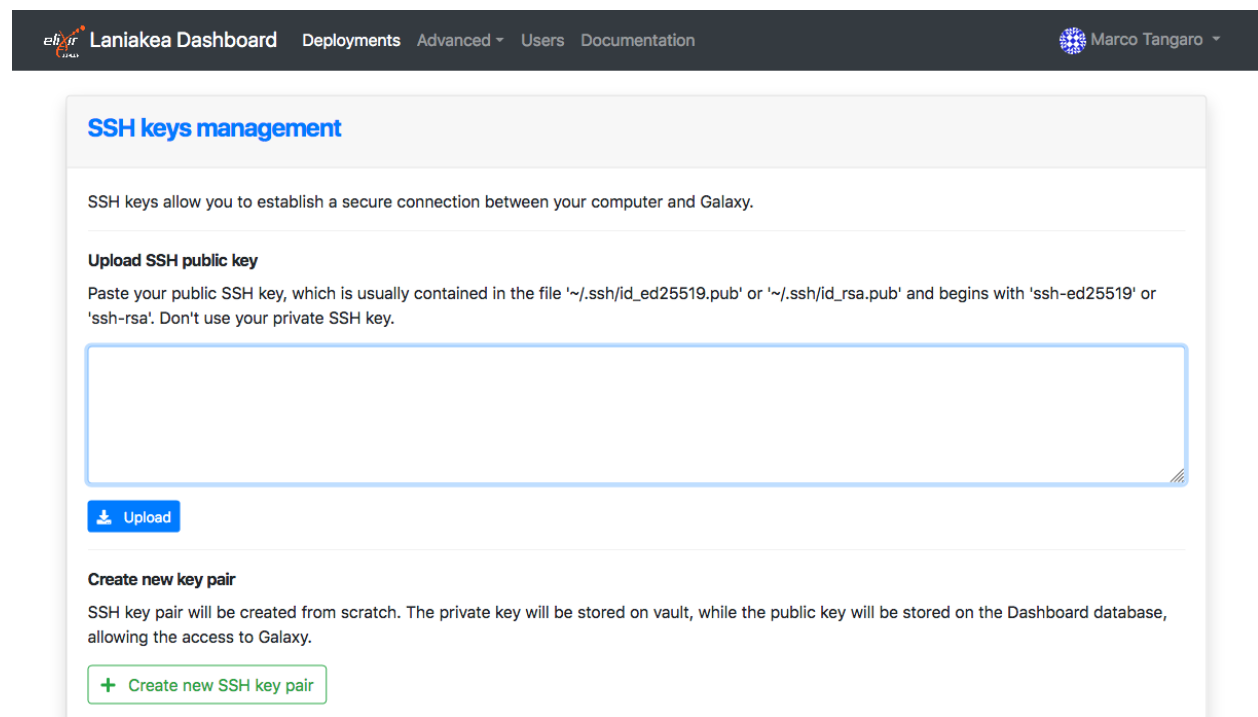 elixir Laniakea Dashboard Deployments Advanced Users Documentation Marco Tangaro
SSH keys management
SSH keys allow you to establish a secure connection between your computer and Galaxy.
Upload SSH public key
Paste your public SSH key, which is usually contained in the file '~/.ssh/id_ed25519.pub' or '~/.ssh/id_rsa.pub' and begins with 'ssh-ed25519' or
'ssh-rsa'. Don't use your private SSH key.
Upload
Create new key pair
SSH key pair will be created from scratch. The private key will be stored on vault, while the public key will be stored on the Dashboard database,
allowing the access to Galaxy.
+ Create new SSH key pair